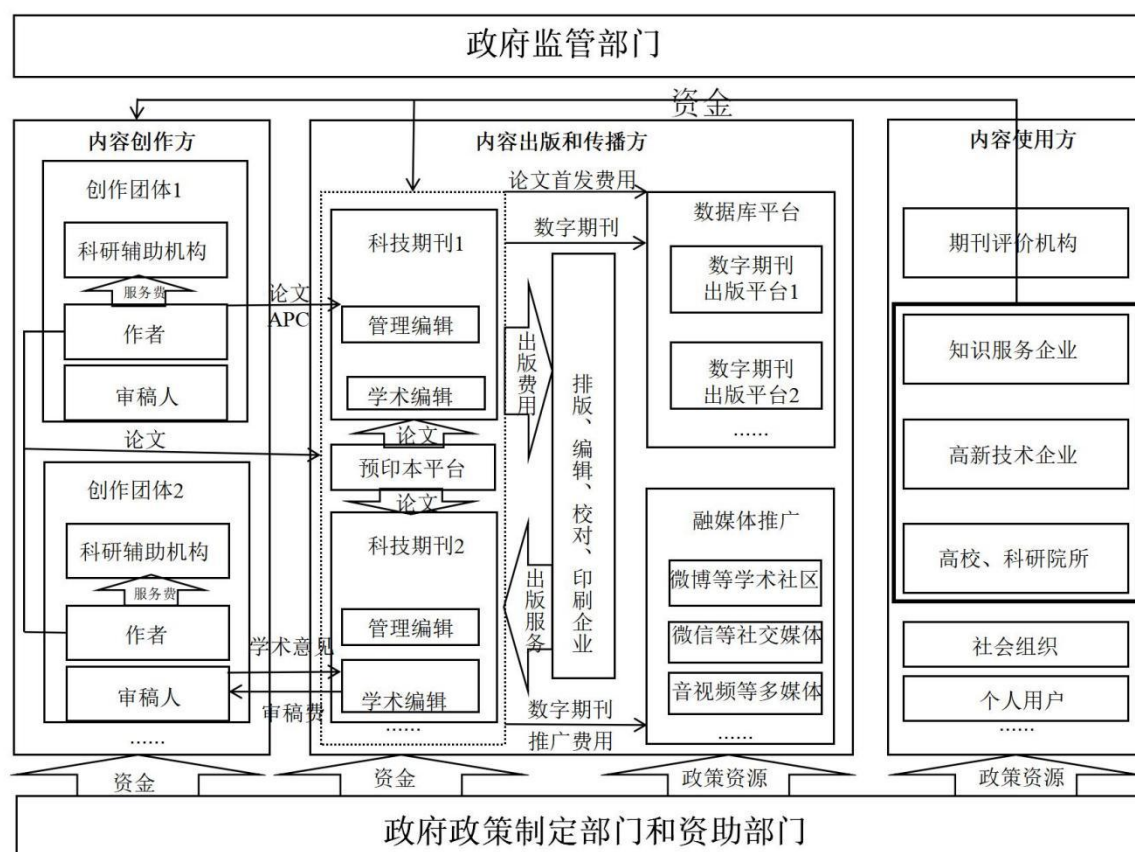 政府监管部门
资金
内容创作方
创作团体1
科研辅助机构
服务费
作者
审稿人
论文
创作团体2
科研辅助机构
服务费
作者
审稿人
……
论文
APC
学术意见
审稿费
内容出版和传播方
科技期刊1
管理编辑
学术编辑
论文
预印本平台
论文
科技期刊2
管理编辑
学术编辑
……
论文首发费用
数字期刊
出版费用
出版服务
排版、编辑、校对、印刷企业
数字期刊
推广费用
数据库平台
数字期刊
出版平台1
数字期刊
出版平台2
……
融媒体推广
微博等学术社区
微信等社交媒体
音视频等多媒体
……
内容使用方
期刊评价机构
知识服务企业
高新技术企业
高校、科研院所
社会组织
个人用户
……
资金
资金
政策资源
政策资源
政府政策制定部门和资助部门